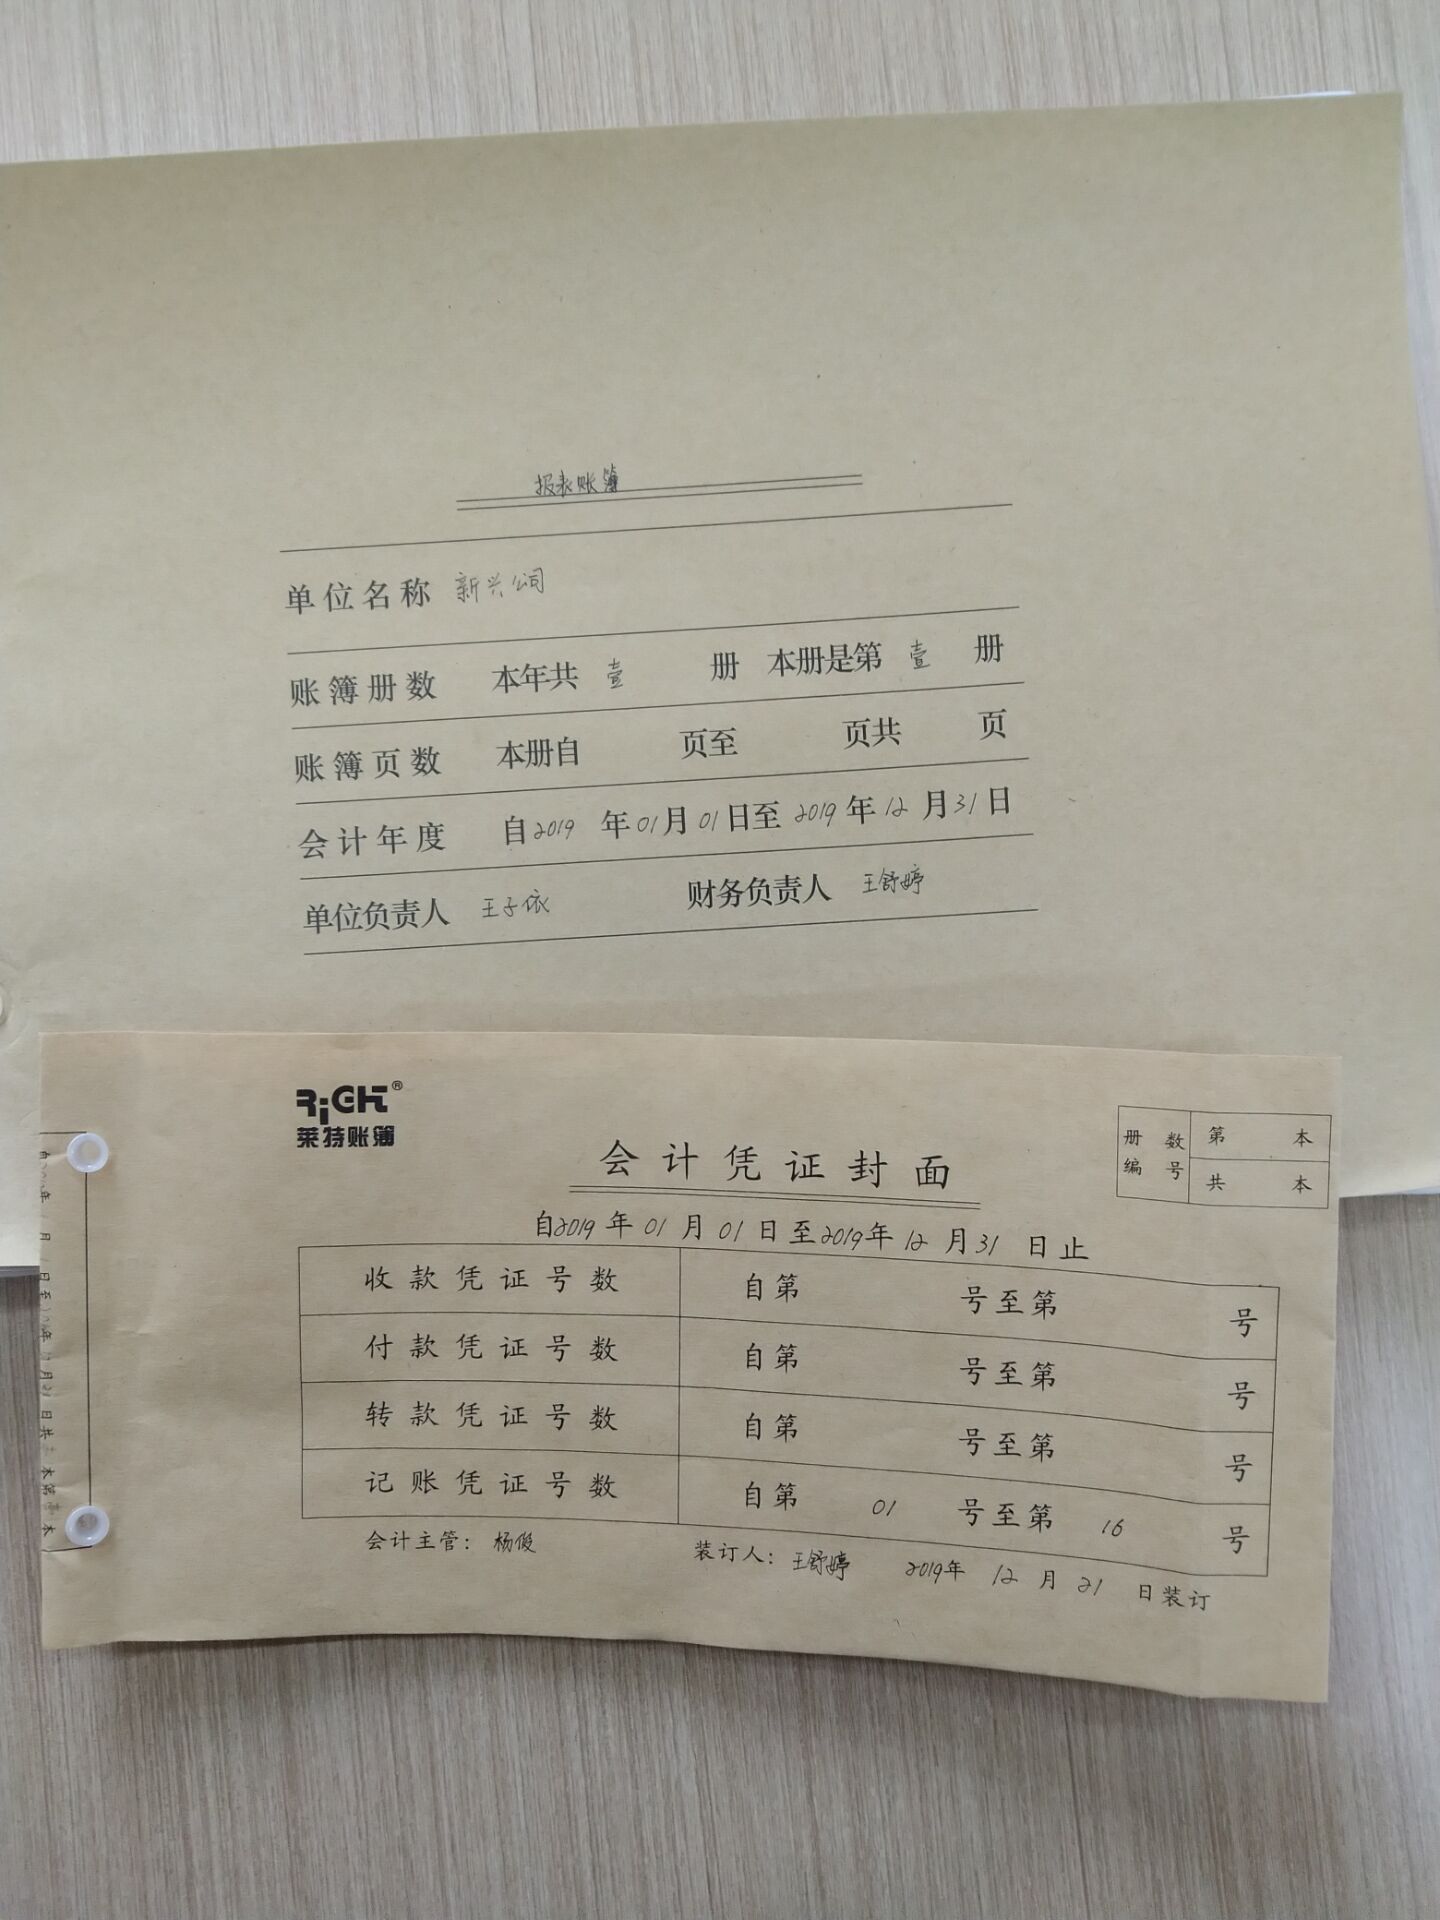 报表账簿
单位名称 新兴公司
账簿册数 本年共 壹 册 本册是第 壹 册
账簿页数 本册自 页至 页共 页
会计年度 自2019 年01月01日至2019年12月31日
单位负责人 王子依 财务负责人 王舒婷
RiGHT®
莱特账簿
会计凭证封面
册数 第 本
编号 共 本
自2019年01月01日至2019年12月31日止
收款凭证号数 自第 号至第 号
付款凭证号数 自第 号至第 号
转款凭证号数 自第 号至第 号
记账凭证号数 自第 01 号至第 16 号
会计主管：杨俊 装订人：王舒婷 2019年12月21日装订